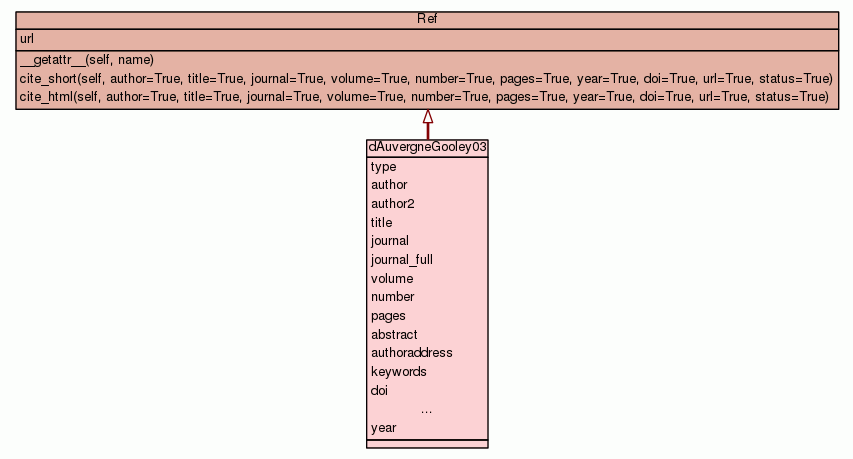 Ref
url
__getattr__(self, name)
cite_short(self, author=True, title=True, journal=True, volume=True, number=True, pages=True, year=True, doi=True, url=True, status=True)
cite_html(self, author=True, title=True, journal=True, volume=True, number=True, pages=True, year=True, doi=True, url=True, status=True)
dAuvergneGooley03
type
author
author2
title
journal
journal_full
volume
number
pages
abstract
authoraddress
keywords
doi
...
year